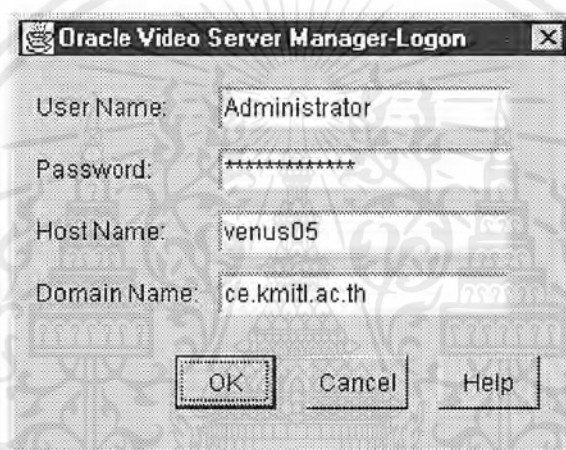 Oracle Video Server Manager-Logon
User Name: Administrator
Password: *************
Host Name: venus05
Domain Name: ce.kmitl.ac.th
OK Cancel Help